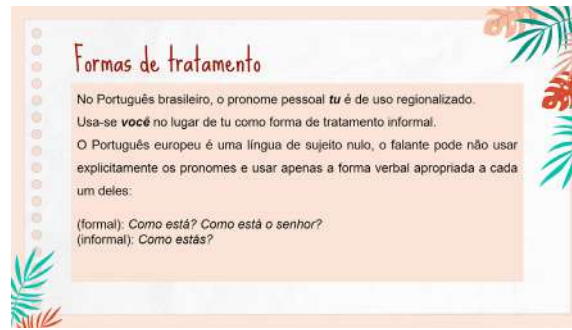 Formas de tratamento
No Português brasileiro, o pronome pessoal tu é de uso regionalizado.
Usa-se você no lugar de tu como forma de tratamento informal.
O Português europeu é uma língua de sujeito nulo, o falante pode não usar
explicitamente os pronomes e usar apenas a forma verbal apropriada a cada
um deles:
(formal): Como está? Como está o senhor?
(informal): Como estás?